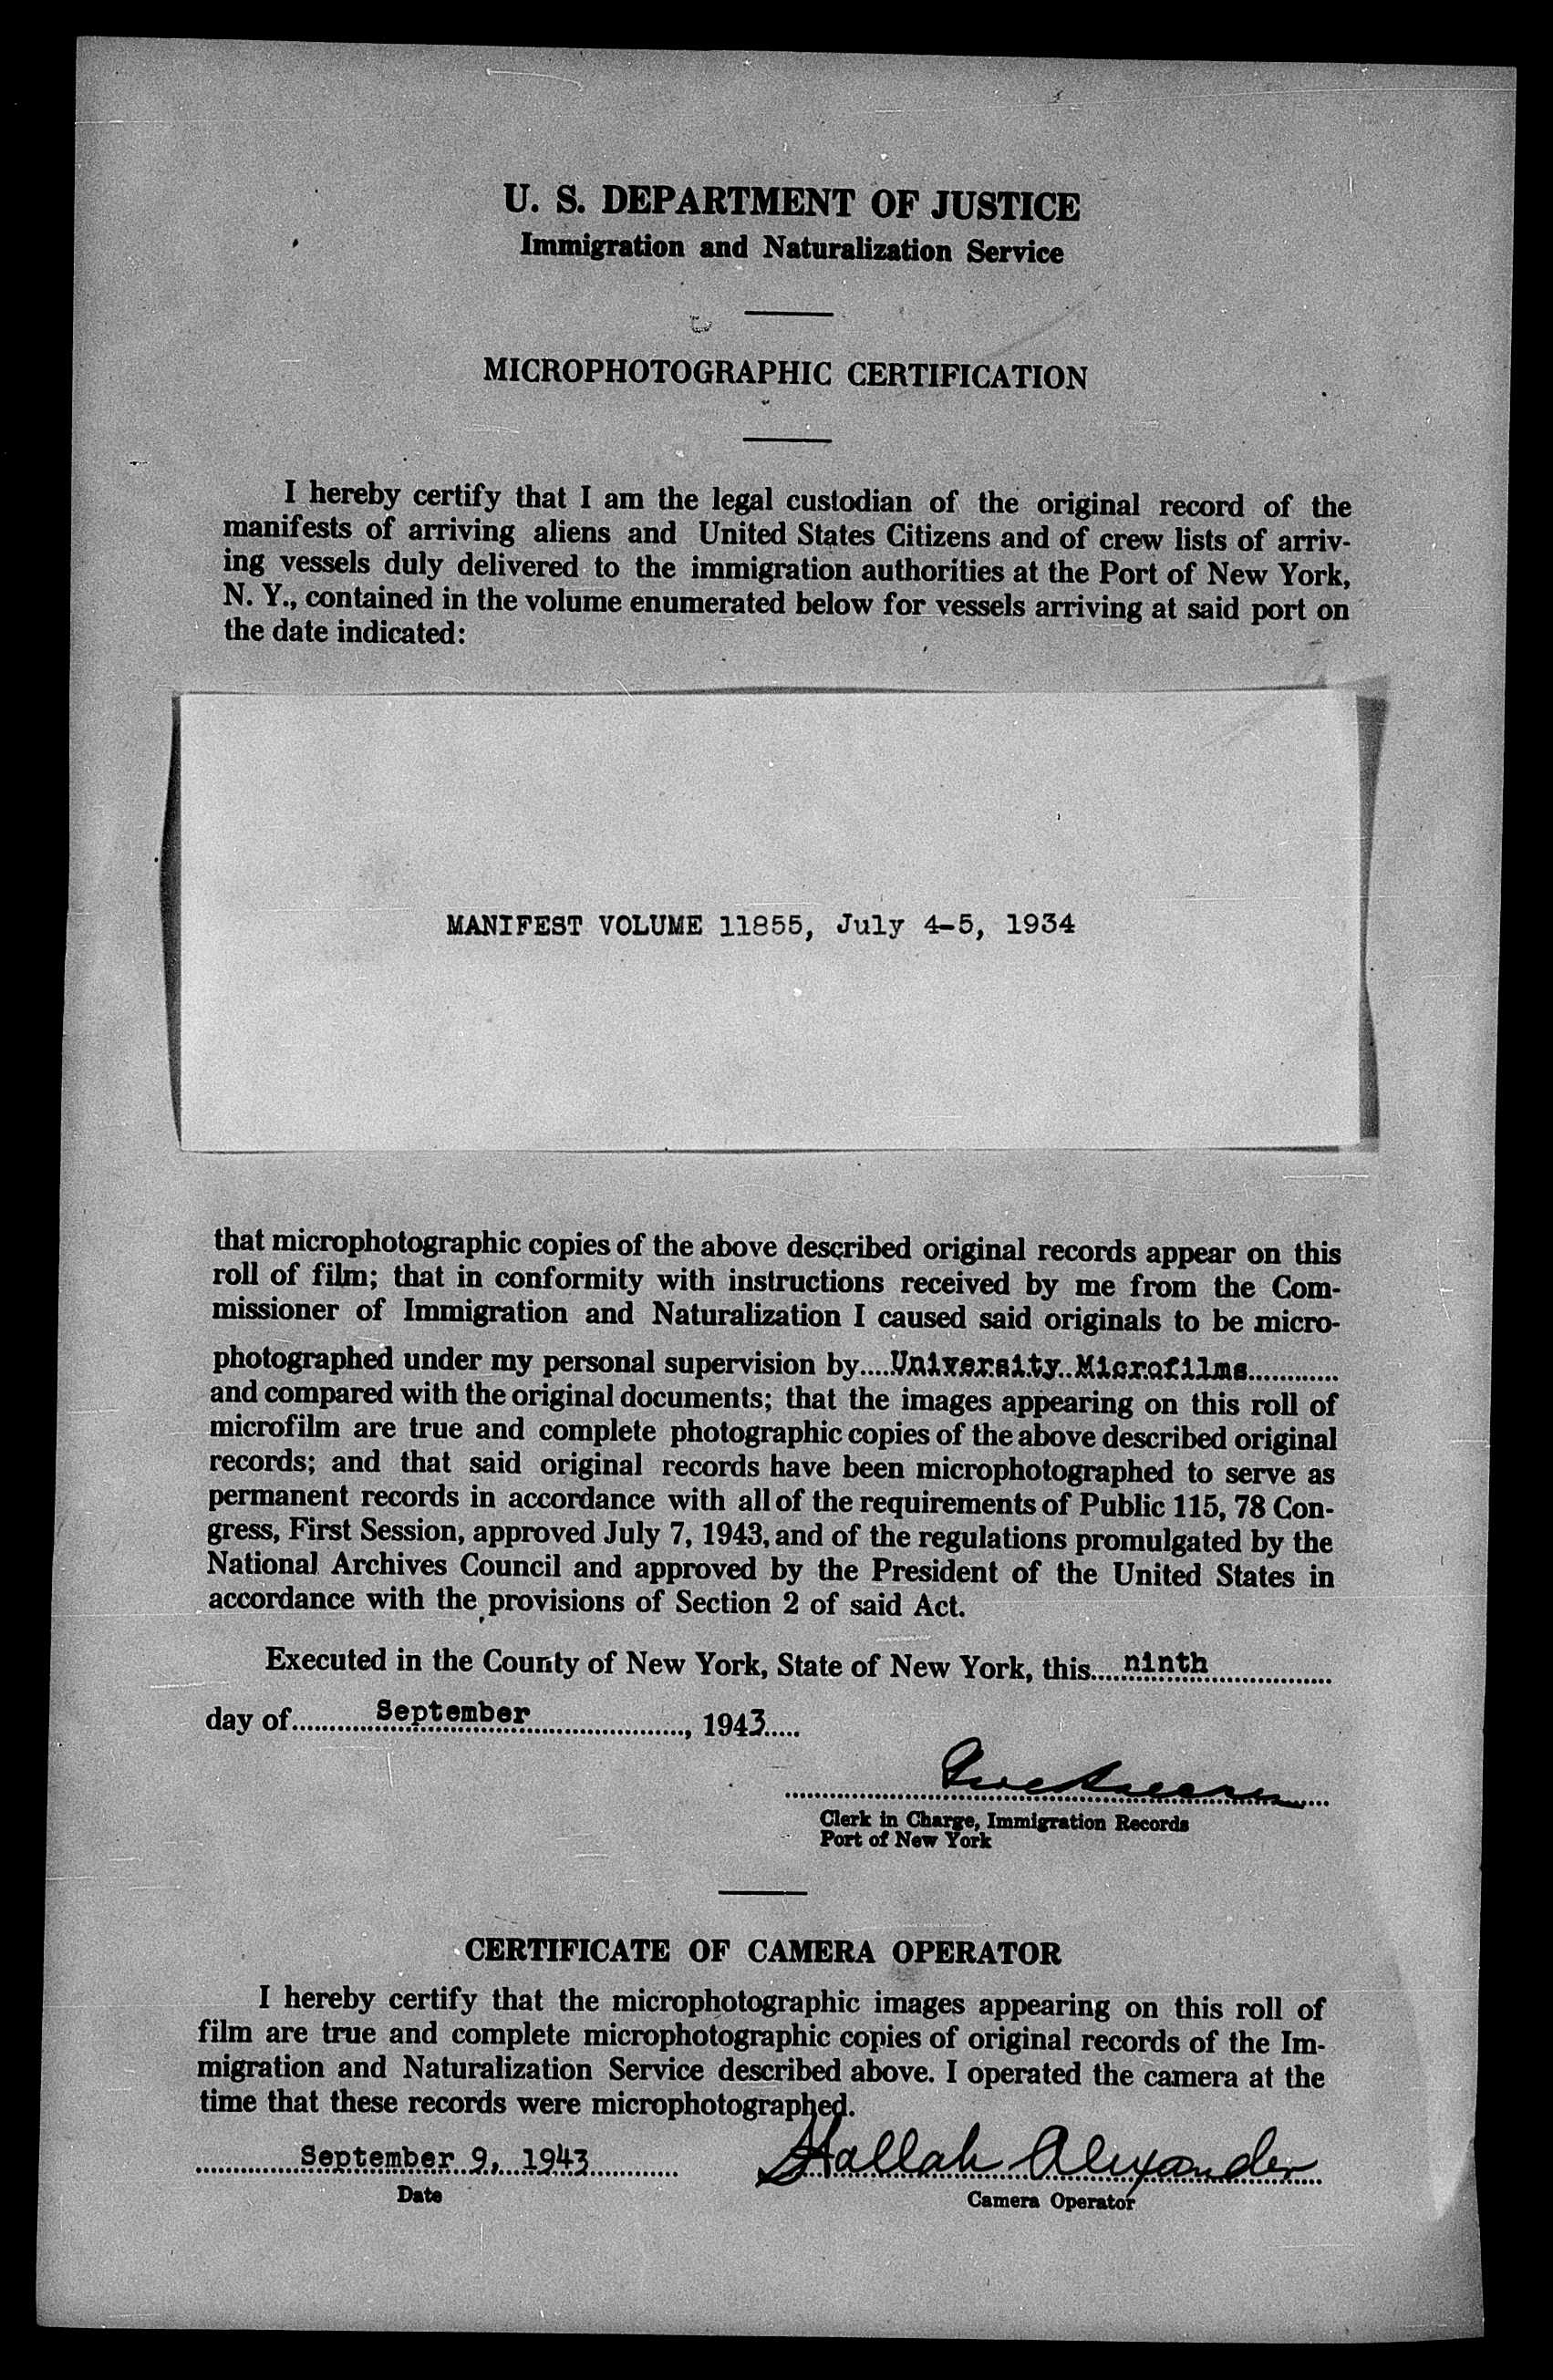 U. S. DEPARTMENT OF JUSTICE
Immigration and Naturalization Service
MICROPHOTOGRAPHIC CERTIFICATION
I hereby certify that I am the legal custodian of the original record of the
manifests of arriving aliens and United States Citizens and of crew lists of arriv-
ing vessels duly delivered to the immigration authorities at the Port of New York,
N. Y., contained in the volume enumerated below for vessels arriving at said port on
the date indicated:
MANIFEST VOLUME 11855, July 4-5, 1934
that microphotographic copies of the above described original records appear on this
roll of film; that in conformity with instructions received by me from the Com-
missioner of Immigration and Naturalization I caused said originals to be micro-
photographed under my personal supervision by....University Microfilms............
and compared with the original documents; that the images appearing on this roll of
microfilm are true and complete photographic copies of the above described original
records; and that said original records have been microphotographed to serve as
permanent records in accordance with all of the requirements of Public 115, 78 Con-
gress, First Session, approved July 7, 1943, and of the regulations promulgated by the
National Archives Council and approved by the President of the United States in
accordance with the provisions of Section 2 of said Act.
Executed in the County of New York, State of New York, this.....ninth.................
day of............September......................, 1943.....
Clerk in Charge, Immigration Records
Port of New York
CERTIFICATE OF CAMERA OPERATOR
I hereby certify that the microphotographic images appearing on this roll of
film are true and complete microphotographic copies of original records of the Im-
migration and Naturalization Service described above. I operated the camera at the
time that these records were microphotographed.
September 9, 1943 Hallah Alexander
Date Camera Operator